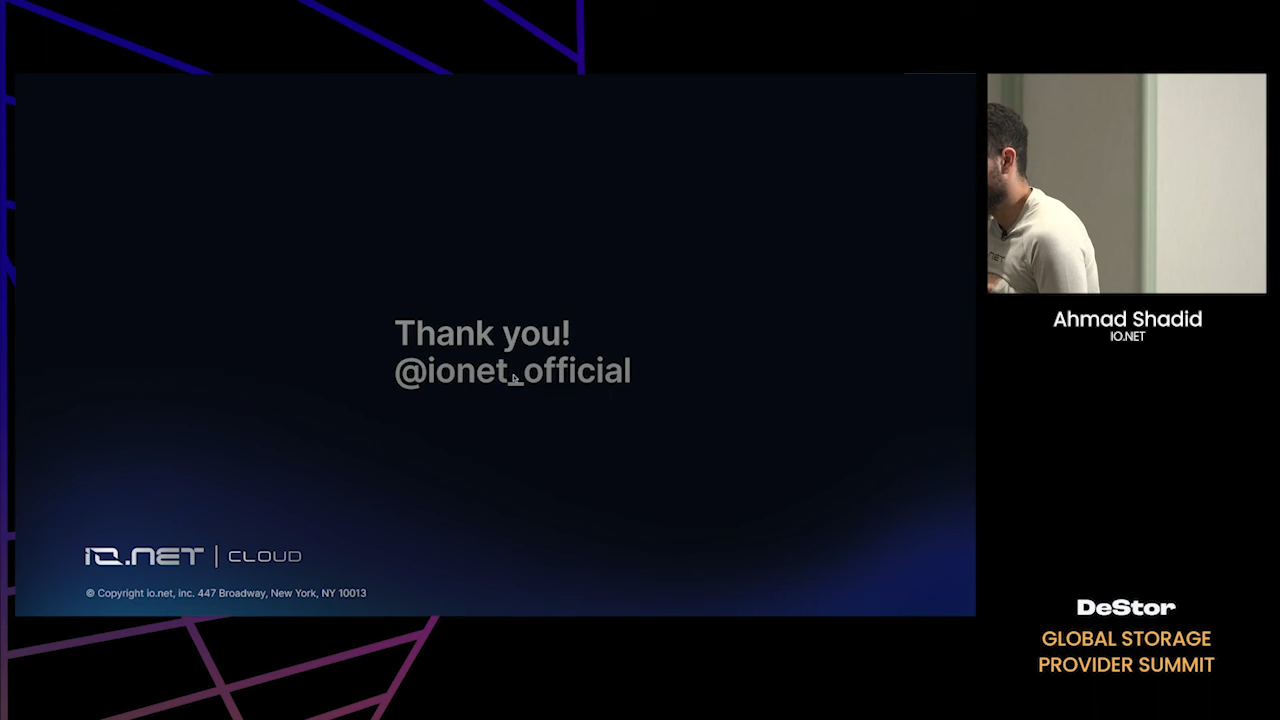 Thank you!
@ionet_official
IO.NET | CLOUD
© Copyright io.net, inc. 447 Broadway, New York, NY 10013
Ahmad Shadid
IO.NET
DeStor
GLOBAL STORAGE
PROVIDER SUMMIT